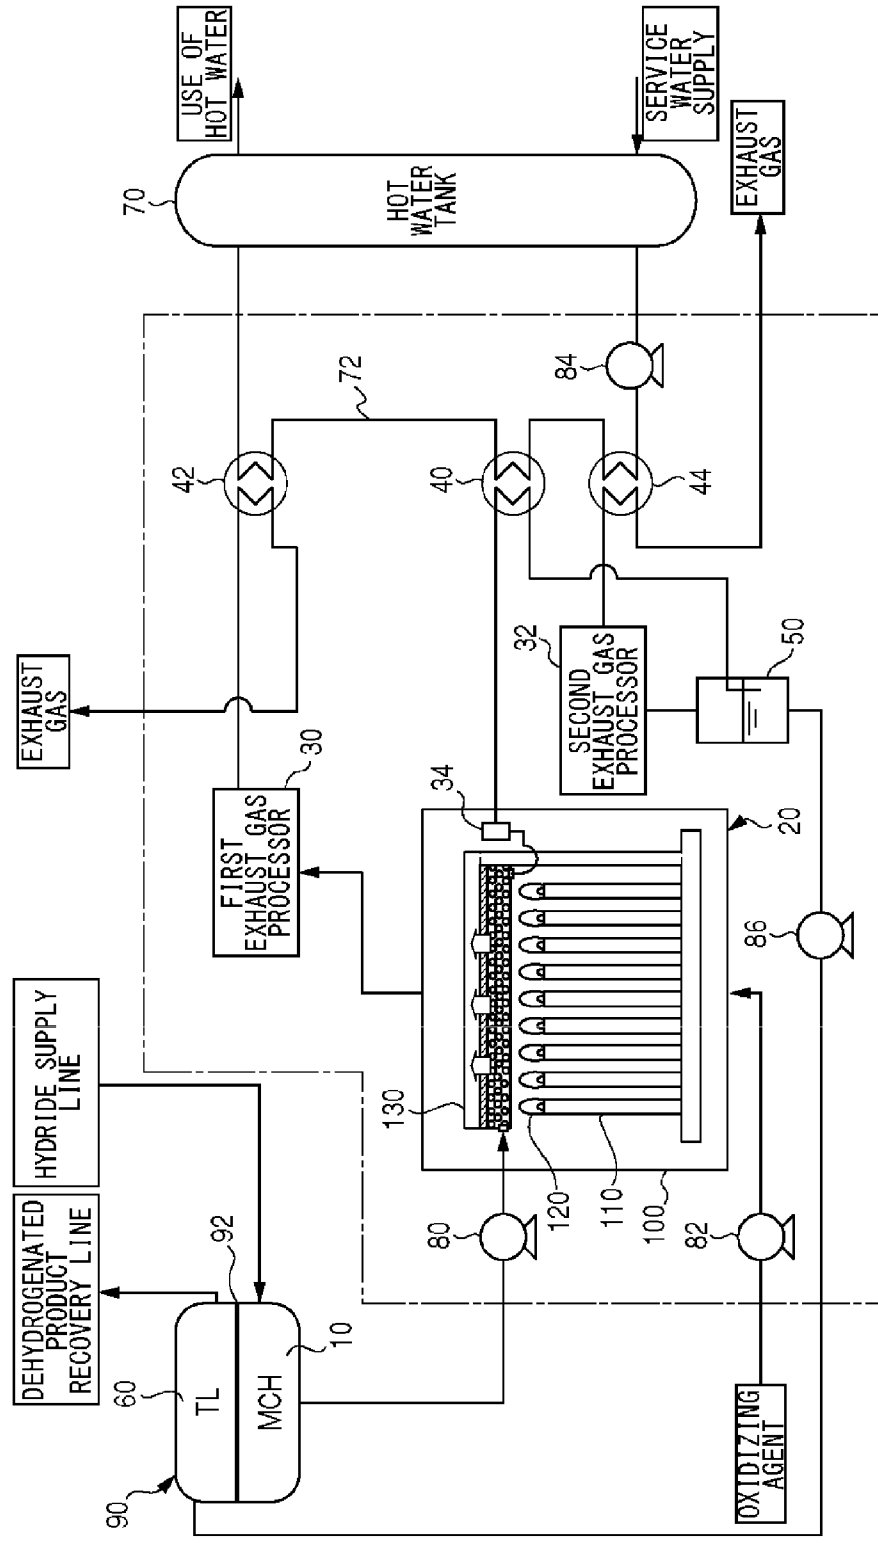 DEHYDROGENATED
PRODUCT
RECOVERY LINE
HYDRIDE SUPPLY
LINE
EXHAUST
GAS
USE OF
HOT WATER
90
60
TL
92
MCH
10
FIRST
EXHAUST GAS
PROCESSOR
30
42
72
70
HOT
WATER
TANK
SERVICE
WATER
SUPPLY
EXHAUST
GAS
80
130
120
110
100
34
20
40
44
84
SECOND
EXHAUST GAS
PROCESSOR
32
50
82
86
OXIDIZING
AGENT